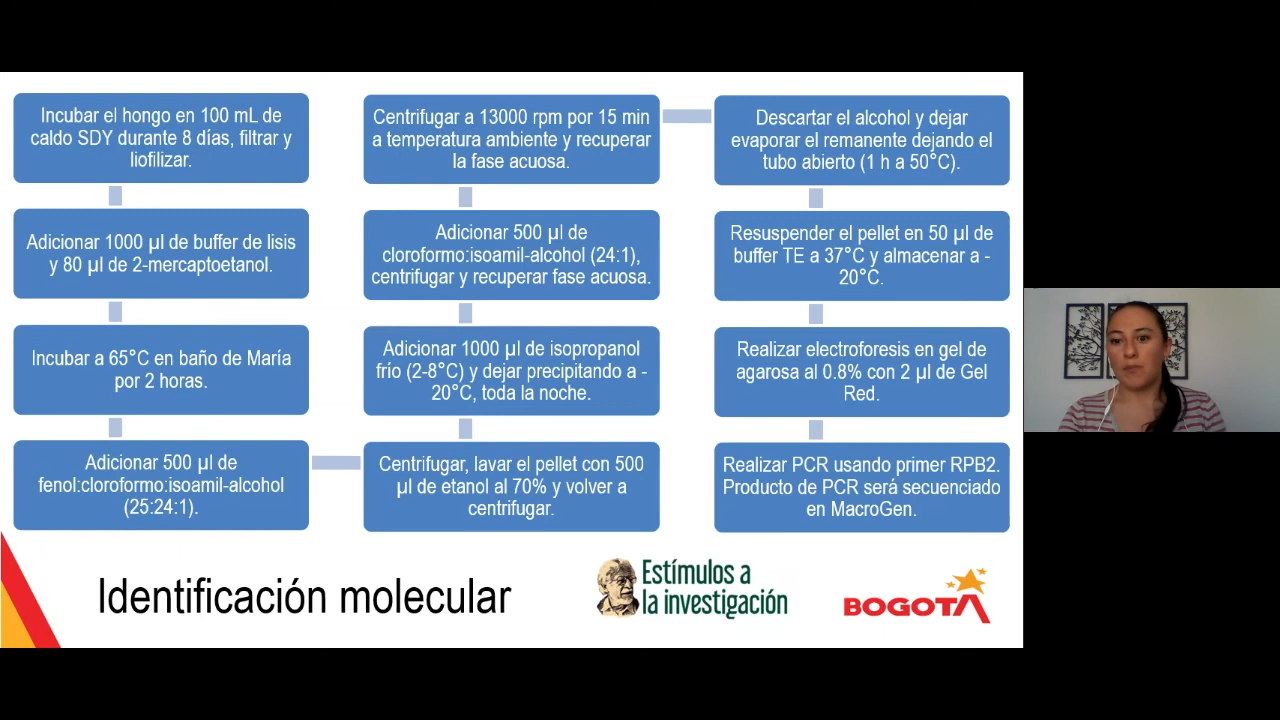 Incubar el hongo en 100 mL de
caldo SDY durante 8 días, filtrar y
liofilizar.
Adicionar 1000 µl de buffer de lisis
y 80 µl de 2-mercaptoetanol.
Incubar a 65°C en baño de María
por 2 horas.
Adicionar 500 µl de
fenol:cloroformo:isoamil-alcohol
(25:24:1).
Centrifugar a 13000 rpm por 15 min
a temperatura ambiente y recuperar
la fase acuosa.
Adicionar 500 µl de
cloroformo:isoamil-alcohol (24:1),
centrifugar y recuperar fase acuosa.
Adicionar 1000 µl de isopropanol
frío (2-8°C) y dejar precipitando a -
20°C, toda la noche.
Centrifugar, lavar el pellet con 500
µl de etanol al 70% y volver a
centrifugar.
Descartar el alcohol y dejar
evaporar el remanente dejando el
tubo abierto (1 h a 50°C).
Resuspender el pellet en 50 µl de
buffer TE a 37°C y almacenar a -
20°C.
Realizar electroforesis en gel de
agarosa al 0.8% con 2 µl de Gel
Red.
Realizar PCR usando primer RPB2.
Producto de PCR será secuenciado
en MacroGen.
Identificación molecular
Estímulos a
la investigación
BOGOTA